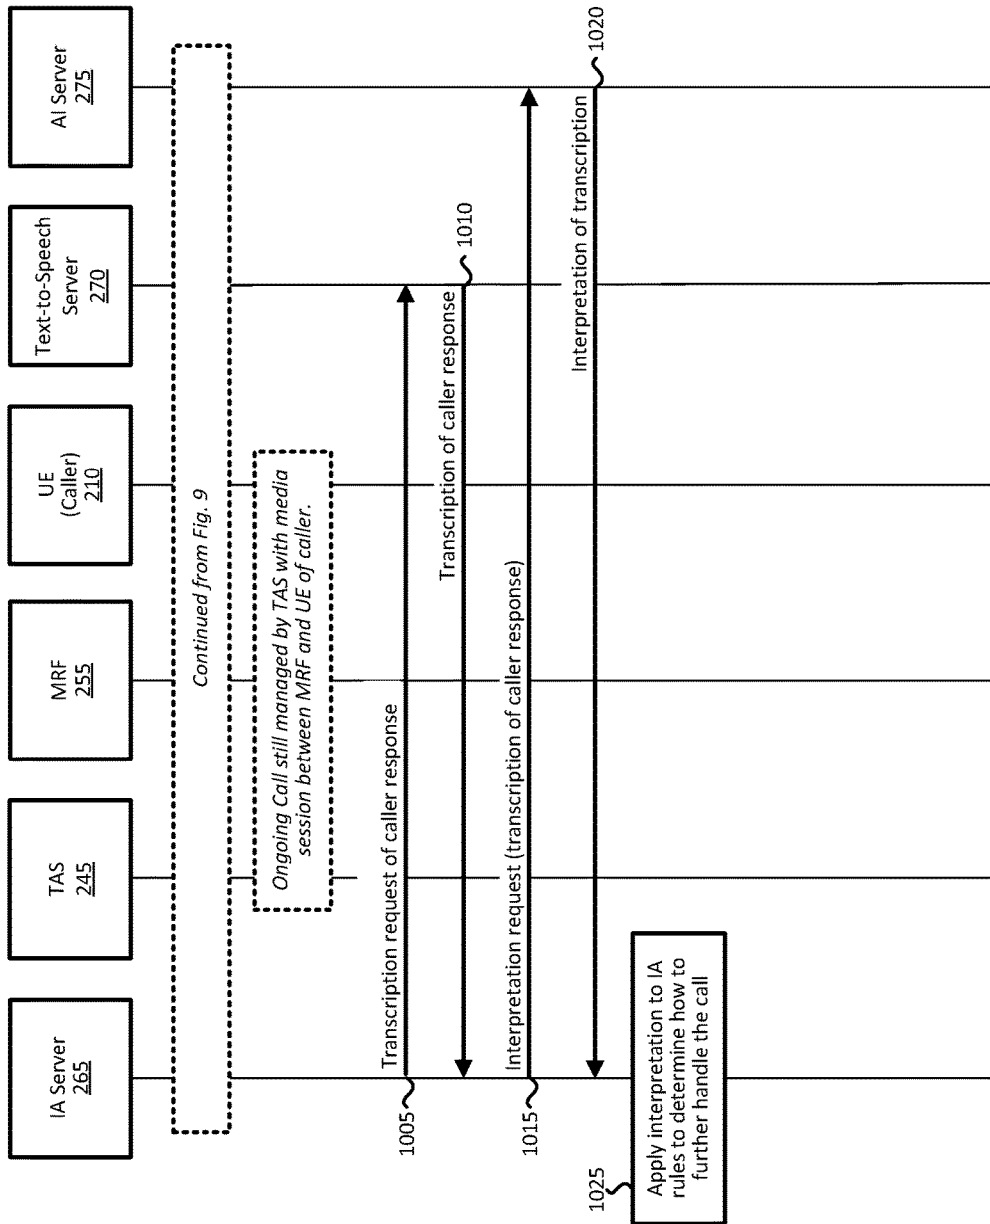 IA Server
265
TAS
245
MRF
255
UE
(Caller)
210
Text-to-Speech
Server
270
AI Server
275
Continued from Fig. 9
Ongoing Call still managed by TAS with media
session between MRF and UE of caller.
Transcription request of caller response
1005
Transcription of caller response
1010
Interpretation request (transcription of caller response)
1015
Interpretation of transcription
1020
1025
Apply interpretation to IA
rules to determine how to
further handle the call